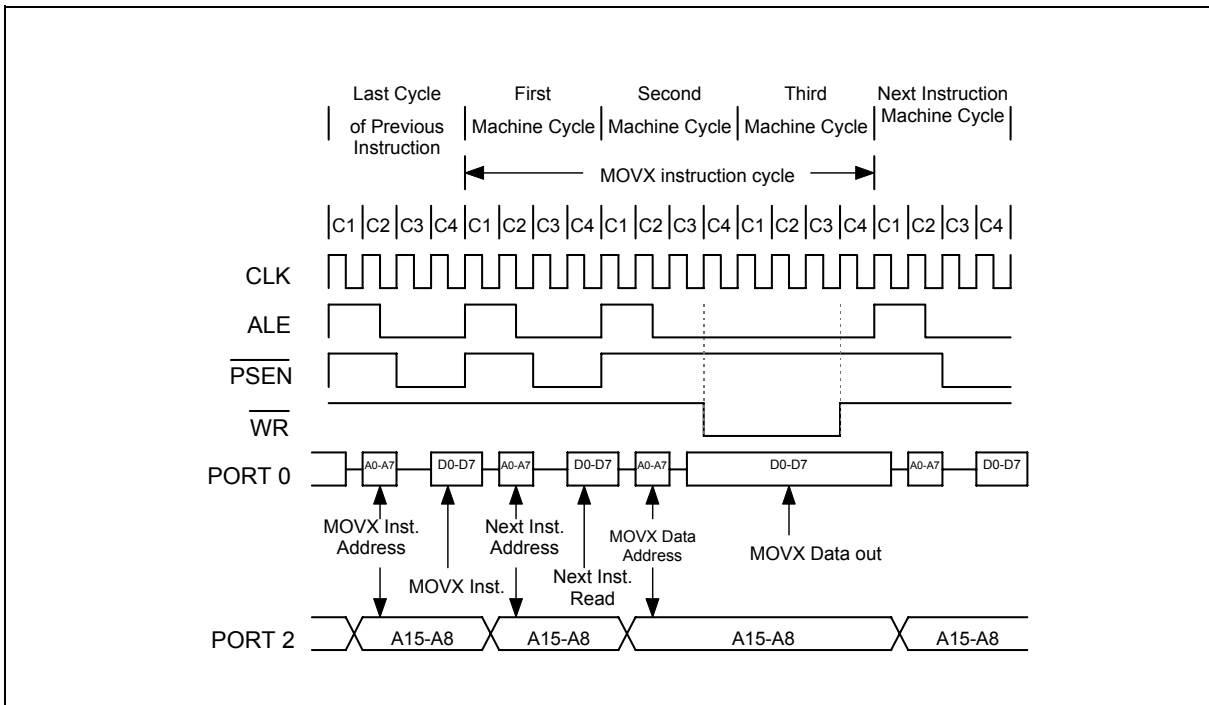 Last Cycle
of Previous
Instruction
First
Machine Cycle
Second
Machine Cycle
Third
Machine Cycle
Next Instruction
Machine Cycle
MOVX instruction cycle
C1 C2 C3 C4 C1 C2 C3 C4 C1 C2 C3 C4 C1 C2 C3 C4 C1 C2 C3 C4
CLK
ALE
PSEN
WR
PORT 0
A0-A7 D0-D7 A0-A7 D0-D7 A0-A7 D0-D7 A0-A7 D0-D7
MOVX Inst.
Address
MOVX Inst.
Next Inst.
Address
Next Inst.
Read
MOVX Data
Address
MOVX Data out
PORT 2
A15-A8 A15-A8 A15-A8 A15-A8